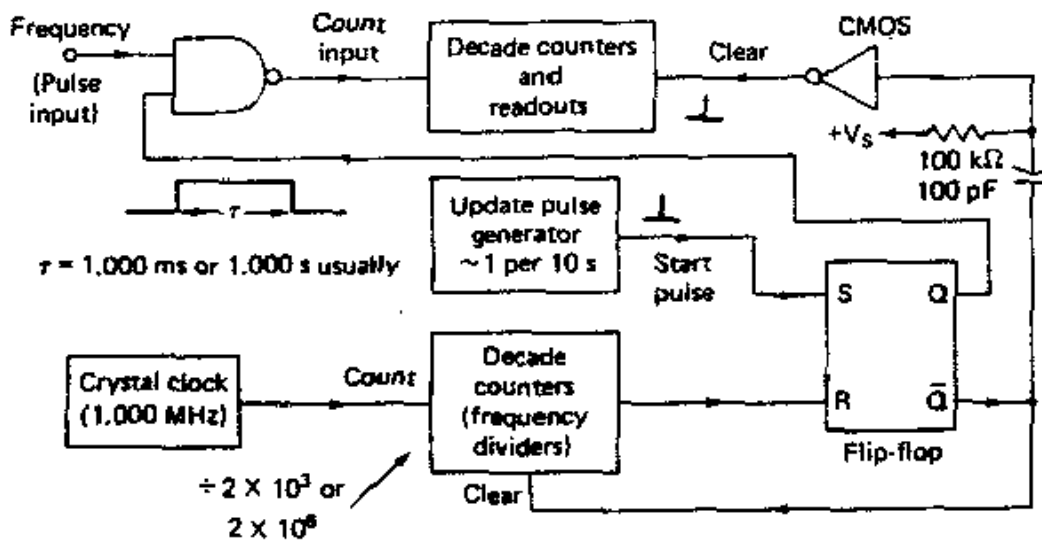 Frequency
(Pulse
input)
Count
input
Decade counters
and
readouts
Clear
CMOS
+Vs
100 kΩ
100 pF
τ
τ = 1.000 ms or 1.000 s usually
Update pulse
generator
~ 1 per 10 s
Start
pulse
S
Q
R
Q̅
Flip-flop
Crystal clock
(1.000 MHz)
Count
Decade
counters
(frequency
dividers)
Clear
÷ 2 X 10³ or
2 X 10⁶